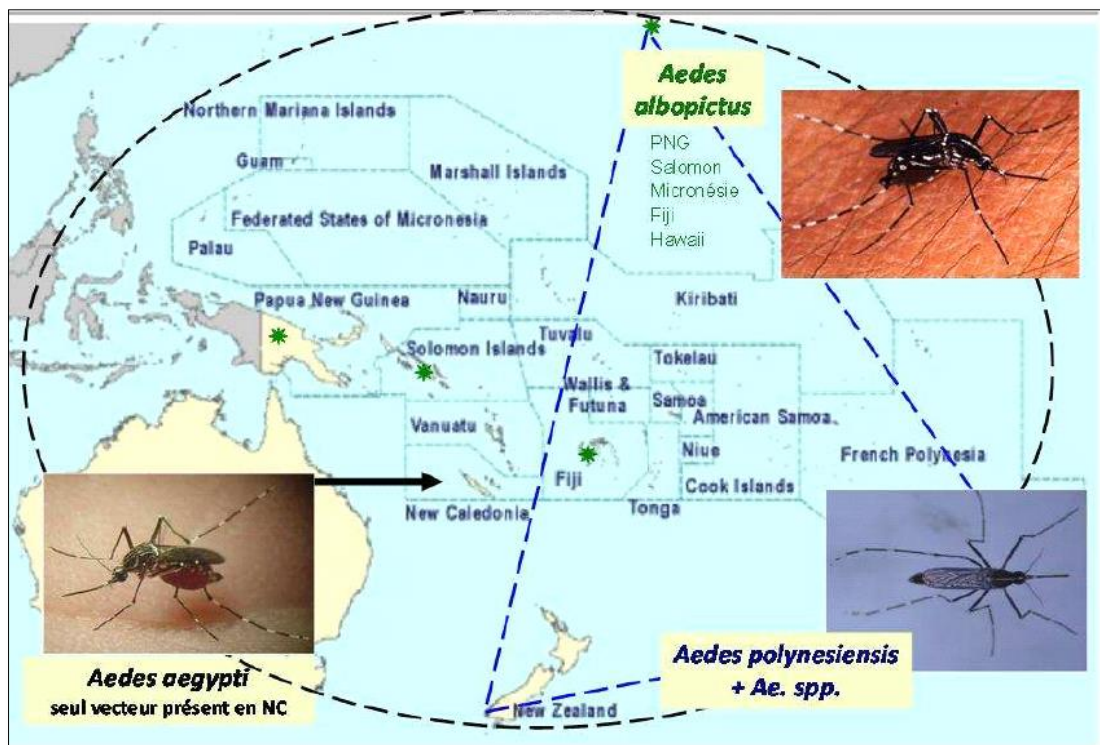 Aedes
albopictus
PNG
Salomon
Micronésie
Fiji
Hawaii
Northern Mariana Islands
Guam
Marshall Islands
Federated States of Micronesia
Palau
Papua New Guinea
Nauru
Kiribati
Solomon Islands
Tuvalu
Tokelau
Wallis &
Futuna
Samoa
American Samoa
Vanuatu
Niue
French Polynesia
Fiji
Cook Islands
New Caledonia
Tonga
Aedes aegypti
seul vecteur présent en NC
Aedes polynesiensis
+ Ae. spp.
New Zealand